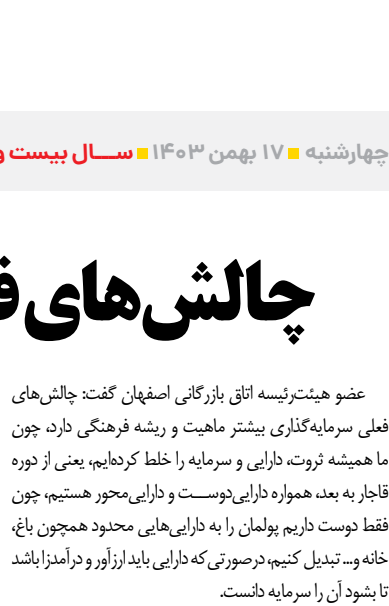 چهارشنبه ۱۷ بهمن ۱۴۰۳ ســـال بیست و
چالش‌های
عضو هیئت‌رئیسه اتاق بازرگانی اصفهان گفت: چالش‌های
فعلی سرمایه‌گذاری بیشتر ماهیت و ریشه فرهنگی دارد، چون
ما همیشه ثروت، دارایی و سرمایه را خلط کرده‌ایم، یعنی از دوره
قاجار به بعد، همواره دارایی‌دوســـت و دارایی‌محور هستیم، چون
فقط دوست داریم پولمان را به دارایی‌هایی محدود همچون باغ،
خانه و... تبدیل کنیم، درصورتی‌که دارایی باید ارزآور و درآمدزا باشد
تا بشود آن را سرمایه دانست.